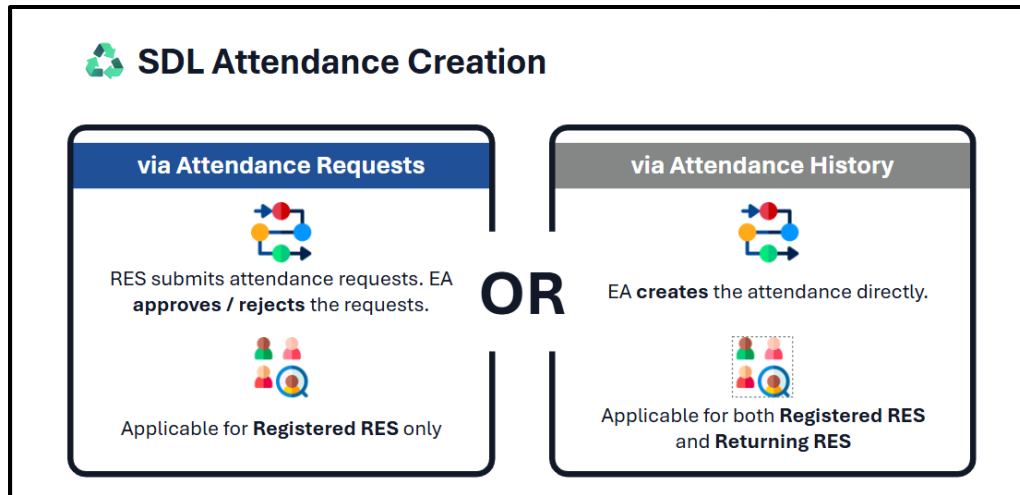 SDL Attendance Creation
via Attendance Requests
RES submits attendance requests. EA
approves / rejects the requests.
Applicable for Registered RES only
OR
via Attendance History
EA creates the attendance directly.
Applicable for both Registered RES
and Returning RES